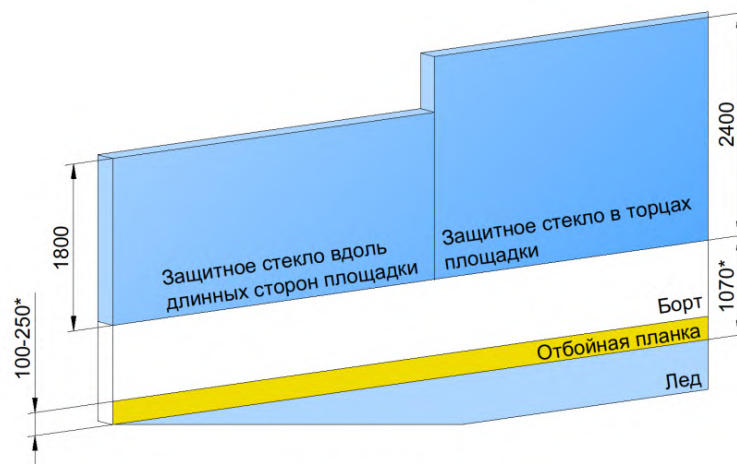 2400
1800
Защитное стекло вдоль
длинных сторон площадки
Защитное стекло в торцах
площадки
1070*
100-250*
Борт
Отбойная планка
Лед